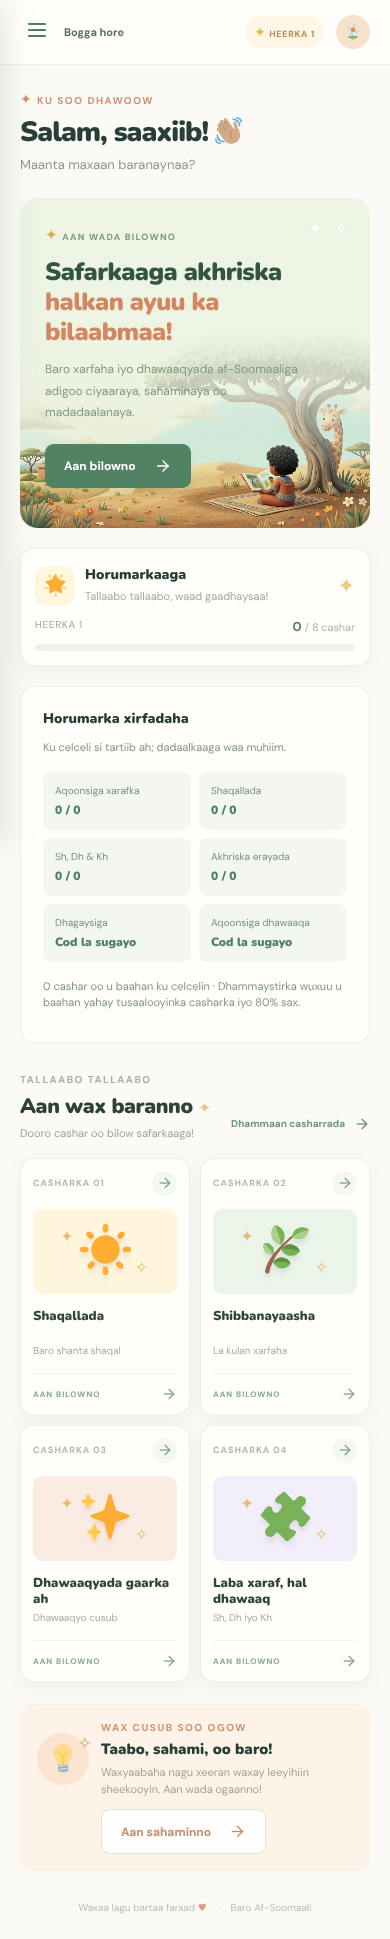 Bogga hore
HEERKA 1
KU SOO DHAWOOW
Salam, saaxiib!
Maanta maxaan baranaynaa?
AAN WADA BILOWNO
Safarkaaga akhriska
halkan ayuu ka
bilaabmaa!
Baro xarfaha iyo dhawaaqyada af-Soomaaliga
adigoo ciyaaraya, sahaminaya oo
madadaalanaya.
Aan bilowno
Horumarkaaga
Tallaabo tallaabo, waad gaadhaysaa!
HEERKA 1
0 / 8 cashar
Horumarka xirfadaha
Ku celceli si tartiib ah; dadaalkaaga waa muhiim.
Aqoonsiga xarafka
0 / 0
Shaqallada
0 / 0
Sh, Dh & Kh
0 / 0
Akhriska erayada
0 / 0
Dhagaysiga
Cod la sugayo
Aqoonsiga dhawaaqa
Cod la sugayo
0 cashar oo u baahan ku celcelin · Dhammaystirka wuxuu u
baahan yahay tusaalooyinka casharka iyo 80% sax.
TALLAABO TALLAABO
Aan wax baranno
Dooro cashar oo bilow safarkaaga!
Dhammaan casharrada
CASHARKA 01
Shaqallada
Baro shanta shaqal
AAN BILOWNO
CASHARKA 02
Shibbanayaasha
La kulan xarfaha
AAN BILOWNO
CASHARKA 03
Dhawaaqyada gaarka
ah
Dhawaaqyo cusub
AAN BILOWNO
CASHARKA 04
Laba xaraf, hal
dhawaaq
Sh, Dh iyo Kh
AAN BILOWNO
WAX CUSUB SOO OGOW
Taabo, sahami, oo baro!
Waxyaabaha nagu xeeran waxay leeyihiin
sheekooyin. Aan wada ogaanno!
Aan sahaminno
Waxaa lagu bartaa farxad ♥ · Baro Af-Soomaali